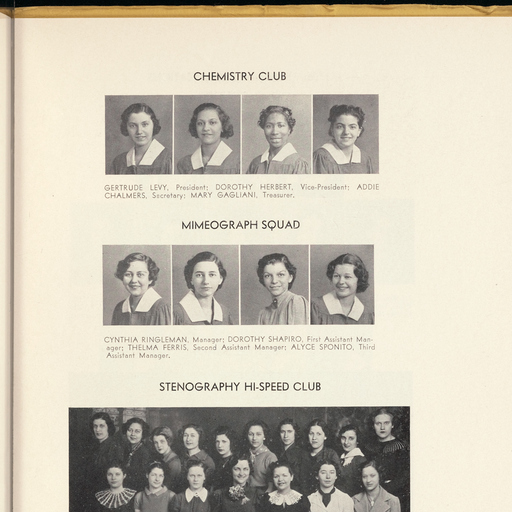 CHEMISTRY CLUB
GERTRUDE LEVY, President; DOROTHY HERBERT, Vice-President; ADDIE
CHALMERS, Secretary; MARY GAGLIANI, Treasurer.
MIMEOGRAPH SQUAD
CYNTHIA RINGLEMAN, Manager; DOROTHY SHAPIRO, First Assistant Man-
ager; THELMA FERRIS, Second Assistant Manager; ALYCE SPONITO, Third
Assistant Manager.
STENOGRAPHY HI-SPEED CLUB